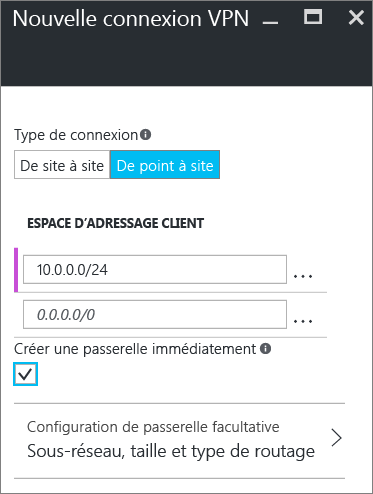 Nouvelle connexion VPN
Type de connexion
De site à site
De point à site
ESPACE D'ADRESSAGE CLIENT
10.0.0.0/24
...
0.0.0.0/0
...
Créer une passerelle immédiatement
Configuration de passerelle facultative
Sous-réseau, taille et type de routage